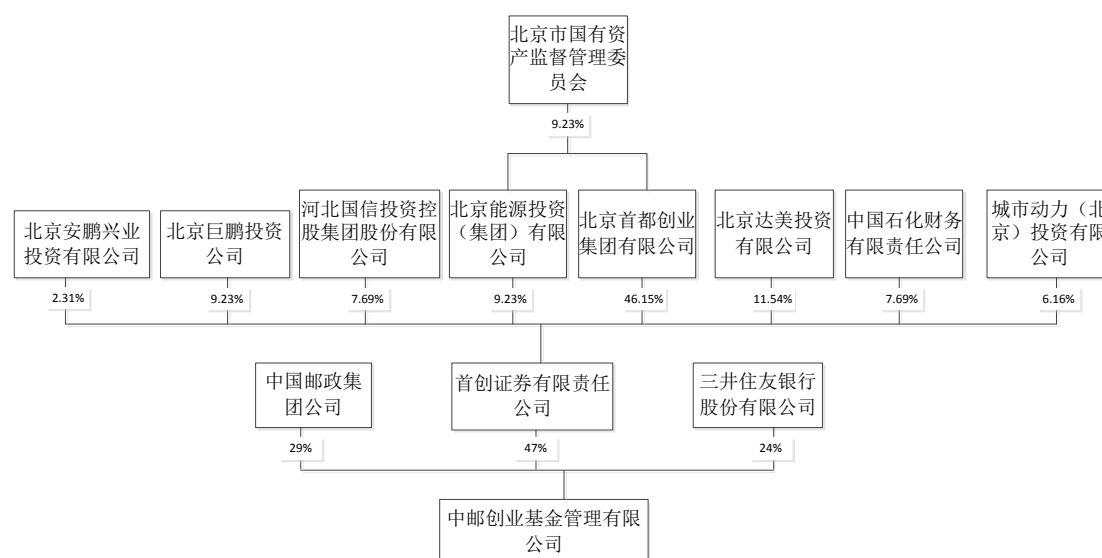 北京市国有资
产监督管理委
员会
9.23%
北京安鹏兴业
投资有限公司
北京巨鹏投资
公司
河北国信投资控
股集团股份有限
公司
北京能源投资
（集团）有限
公司
北京首都创业
集团有限公司
北京达美投资
有限公司
中国石化财务
有限责任公司
城市动力（北
京）投资有限
公司
2.31%
9.23%
7.69%
9.23%
46.15%
11.54%
7.69%
6.16%
中国邮政集
团公司
首创证券有限责任
公司
三井住友银行
股份有限公司
29%
47%
24%
中邮创业基金管理有限
公司